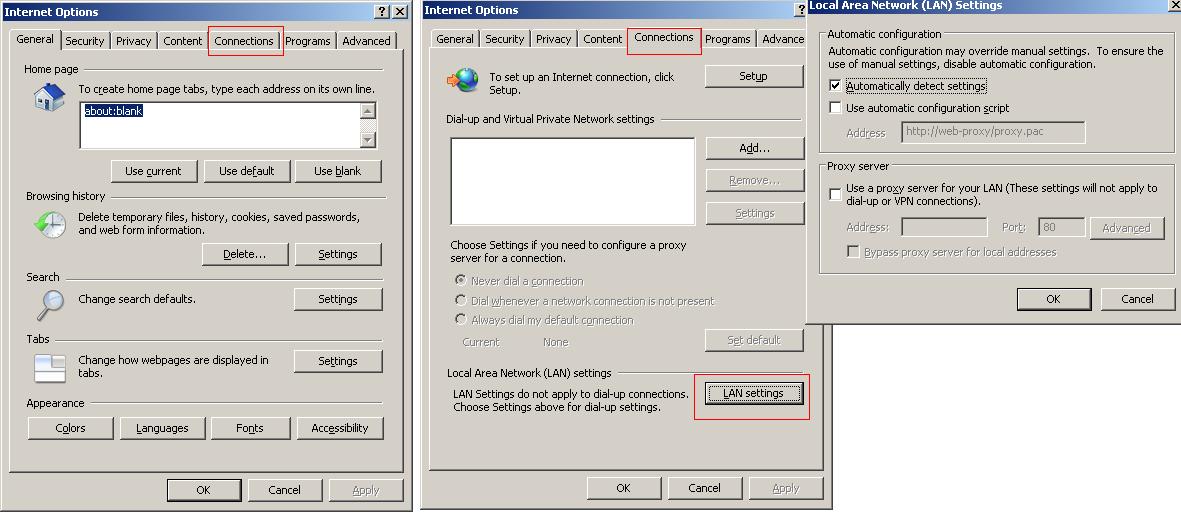 Internet Options
General Security Privacy Content Connections Programs Advanced
Home page
To create home page tabs, type each address on its own line.
about:blank
Use current Use default Use blank
Browsing history
Delete temporary files, history, cookies, saved passwords,
and web form information.
Delete... Settings
Search
Change search defaults.
Settings
Tabs
Change how webpages are displayed in
tabs.
Settings
Appearance
Colors Languages Fonts Accessibility
OK Cancel Apply
Internet Options
General Security Privacy Content Connections Programs Advance
To set up an Internet connection, click
Setup.
Setup
Dial-up and Virtual Private Network settings
Add...
Remove...
Settings
Choose Settings if you need to configure a proxy
server for a connection.
Never dial a connection
Dial whenever a network connection is not present
Always dial my default connection
Current None
Set default
Local Area Network (LAN) settings
LAN Settings do not apply to dial-up connections.
Choose Settings above for dial-up settings.
LAN settings
OK Cancel Apply
Local Area Network (LAN) Settings
Automatic configuration
Automatic configuration may override manual settings. To ensure the
use of manual settings, disable automatic configuration.
Automatically detect settings
Use automatic configuration script
Address http://web-proxy/proxy.pac
Proxy server
Use a proxy server for your LAN (These settings will not apply to
dial-up or VPN connections).
Address: Port: 80 Advanced
Bypass proxy server for local addresses
OK Cancel